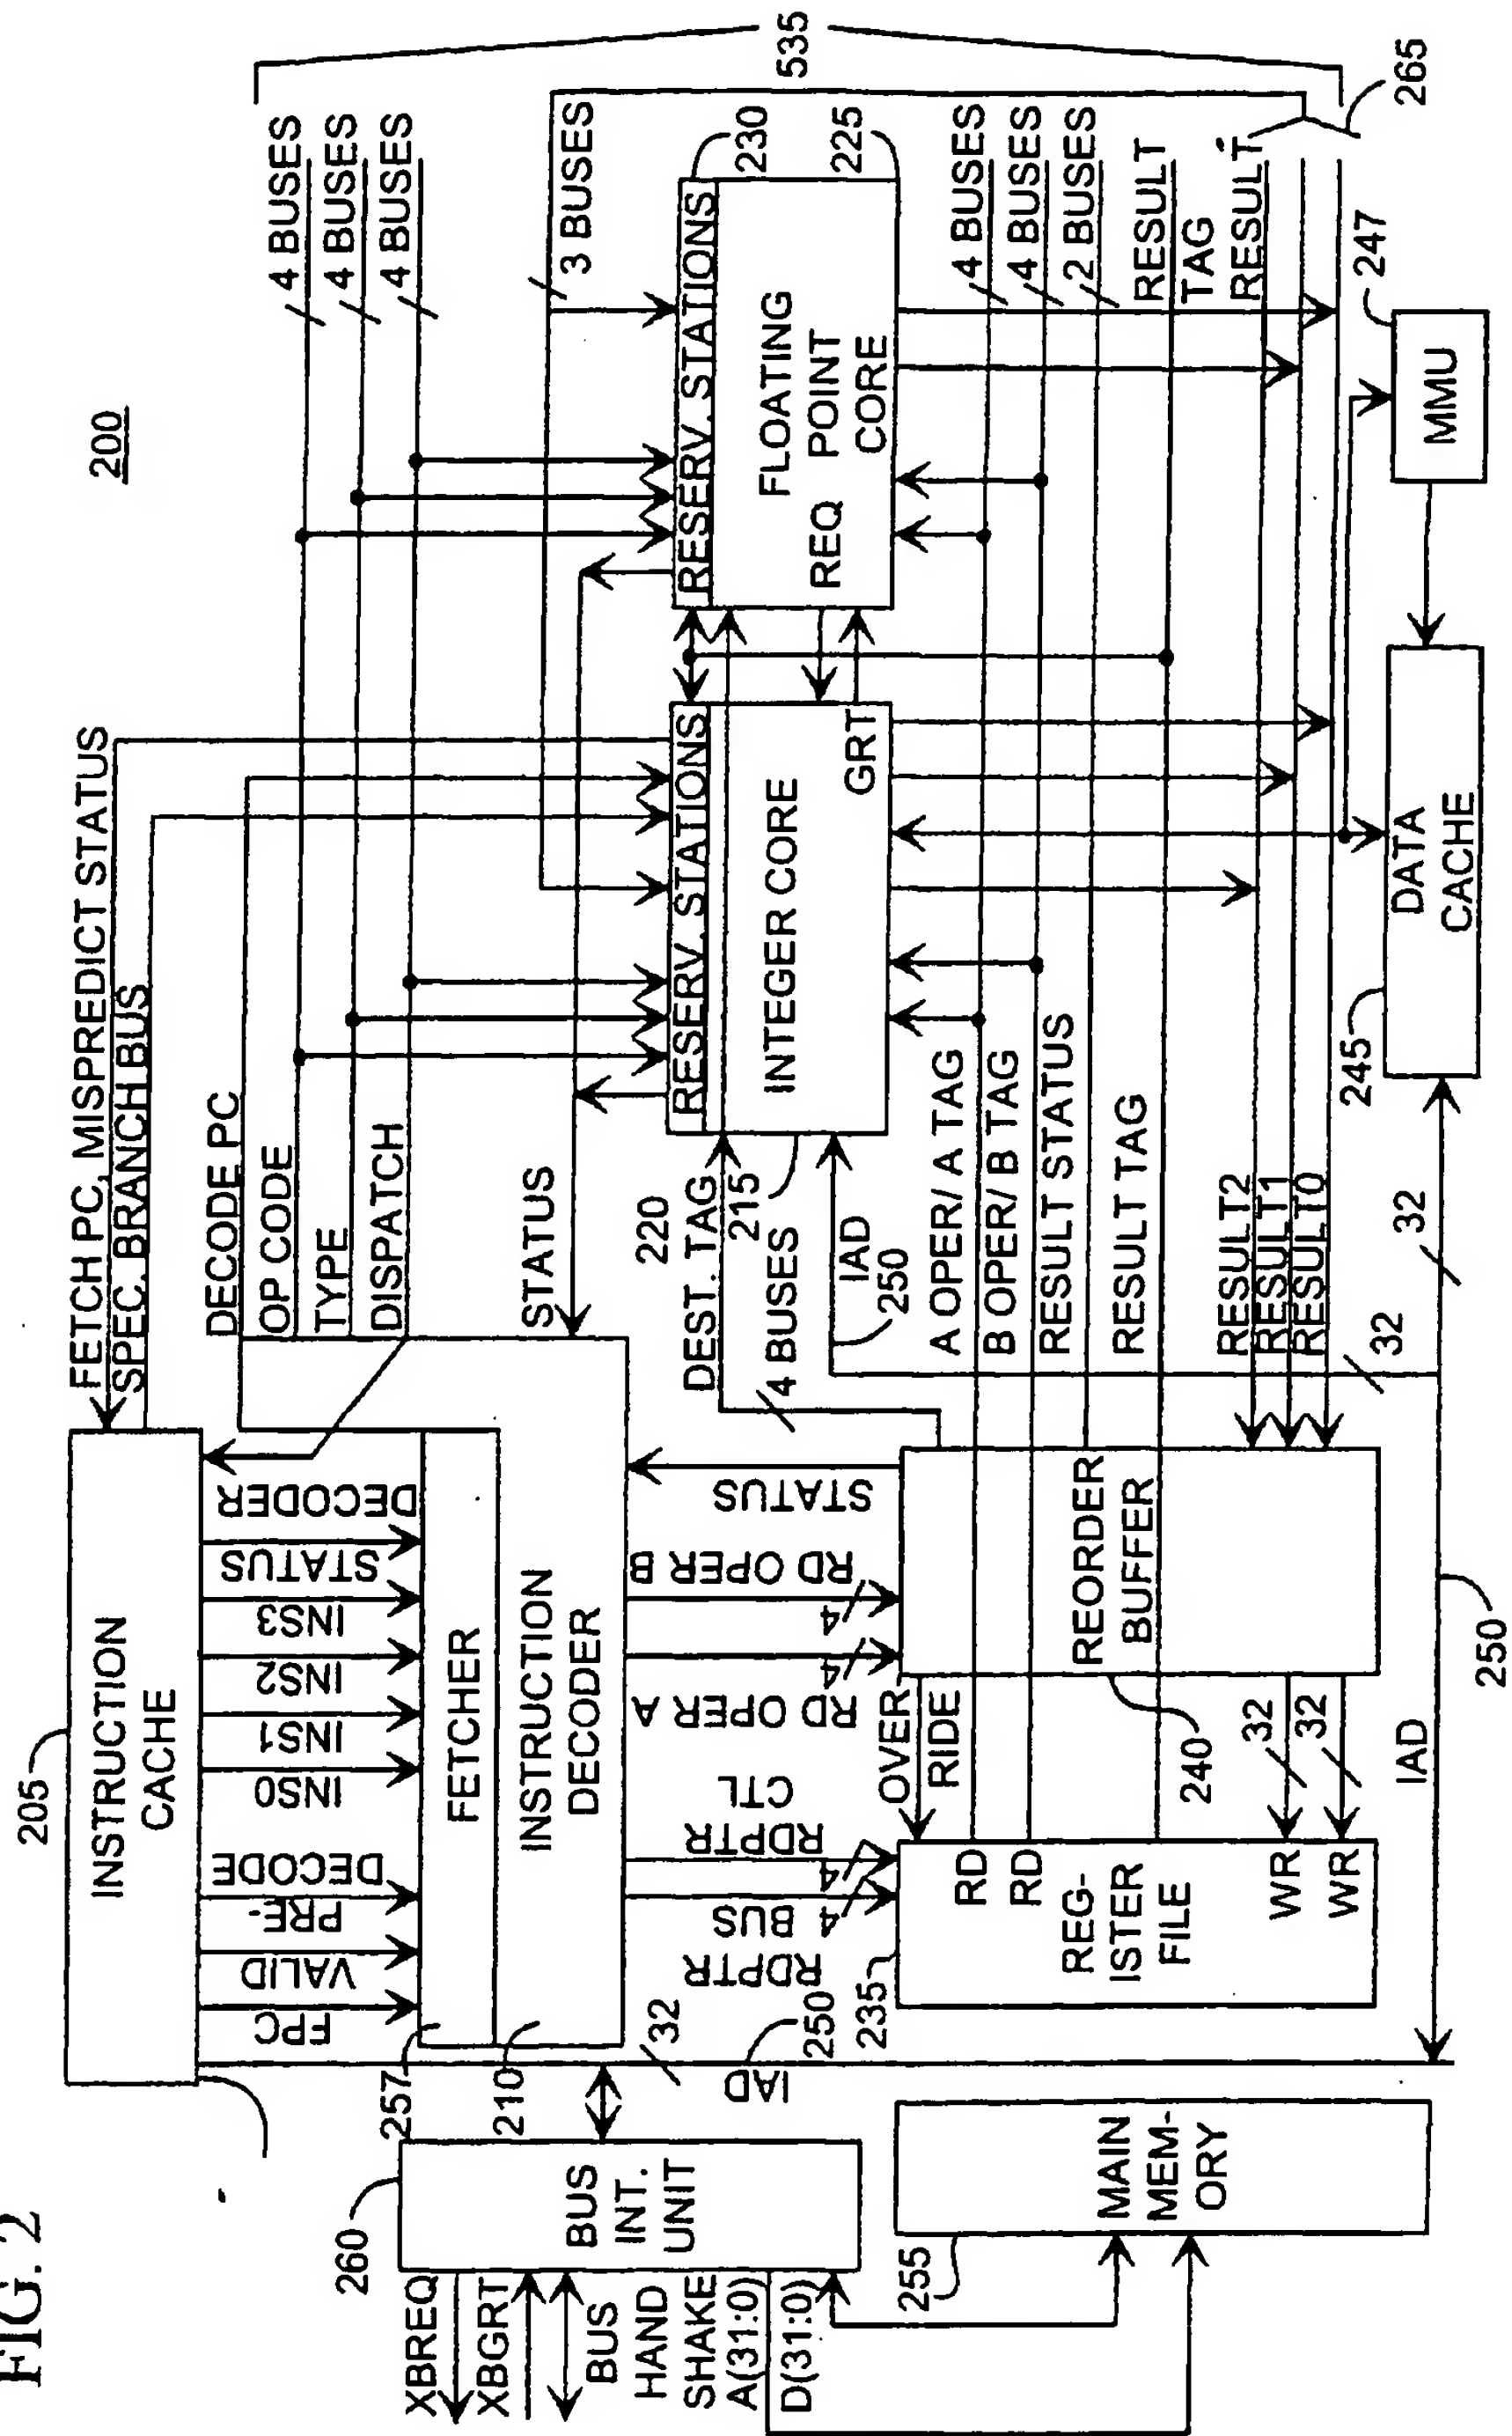 FIG. 2
200
FETCH PC, MISPREDICT STATUS
SPEC. BRANCH BUS
205
INSTRUCTION
CACHE
FPC
VALID
PRE-
DECODE
INS0
INS1
INS2
INS3
STATUS
DECODER
DECODE PC
OP CODE
TYPE
DISPATCH
4 BUSES
4 BUSES
4 BUSES
535
257
FETCHER
210
INSTRUCTION
DECODER
STATUS
3 BUSES
260
BUS
INT.
UNIT
XBREQ
XBGRT
BUS
HAND
SHAKE
A(31:0)
D(31:0)
32
IAD
250
RDPTR
BUS
4
RDPTR
CTL
4
RD OPER A
4
RD OPER B
4
STATUS
220
DEST. TAG
215
4 BUSES
IAD
250
RESERV. STATIONS
INTEGER CORE
GRT
RESERV. STATIONS
230
FLOATING
POINT
REQ
CORE
225
A OPER/ A TAG
4 BUSES
B OPER/ B TAG
4 BUSES
RESULT STATUS
2 BUSES
RESULT TAG
RESULT
TAG
RESULT
RESULT2
RESULT1
RESULT0
265
235
RD
RD
REG-
ISTER
FILE
WR
WR
OVER
RIDE
REORDER
BUFFER
240
32
32
255
MAIN
MEM-
ORY
IAD
250
32
32
245
DATA
CACHE
247
MMU